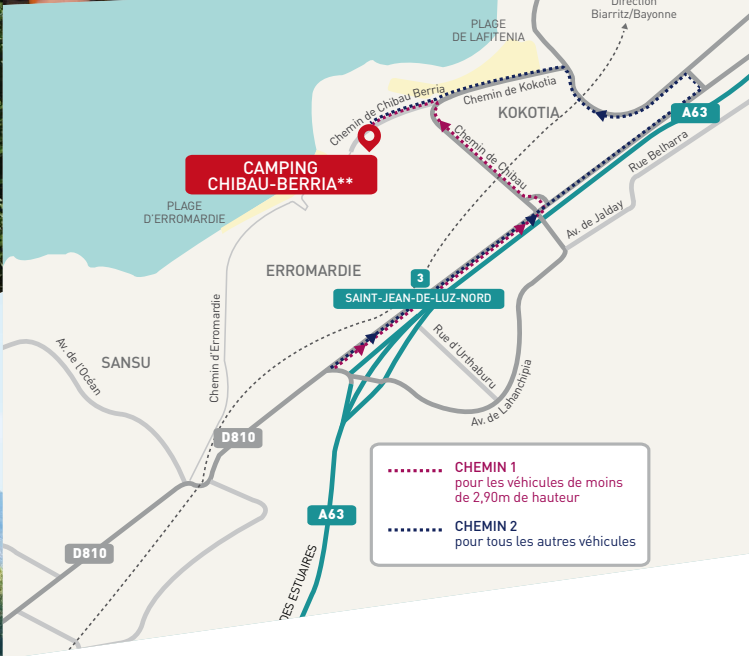 Direction
Biarritz/Bayonne
PLAGE
DE LAFITENIA
Chemin de Chibau Berria
Chemin de Kokotia
KOKOTIA
A63
Chemin de Chibau
Rue Belharra
CAMPING
CHIBAU-BERRIA**
PLAGE
D'ERROMARDIE
Av. de Jalday
ERROMARDIE
3
SAINT-JEAN-DE-LUZ-NORD
Chemin d'Erromardie
Rue d'Urthaburu
Av. de l'Océan
SANSU
Av. de Lahanchipia
D810
CHEMIN 1
pour les véhicules de moins
de 2,90m de hauteur
CHEMIN 2
pour tous les autres véhicules
A63
D810
DES ESTUAIRES